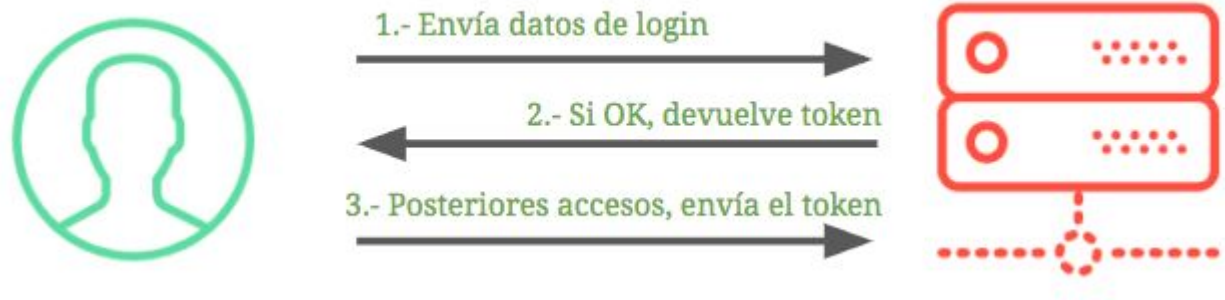 1.- Envía datos de login
2.- Si OK, devuelve token
3.- Posteriores accesos, envía el token